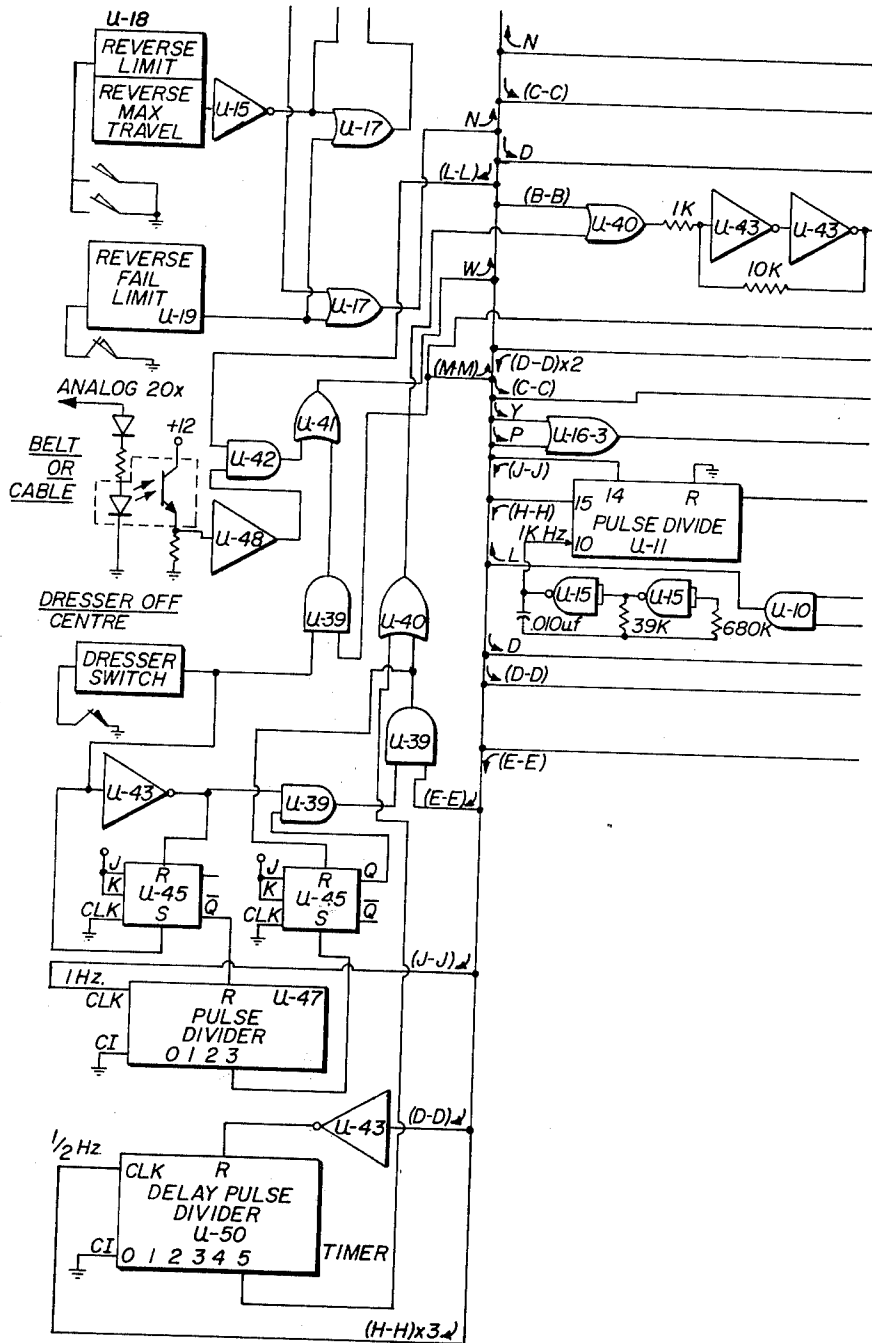 U-18
REVERSE
LIMIT
REVERSE
MAX
TRAVEL
U-15
U-17
N
(C-C)
N
D
(L-L)
(B-B)
U-40
1K
U-43
U-43
10K
REVERSE
FAIL
LIMIT
U-19
U-17
W
(M-M)
(D-D)x2
(C-C)
Y
P
U-16-3
(J-J)
ANALOG 20x
+12
BELT
OR
CABLE
U-41
U-42
U-48
14
R
15
PULSE DIVIDE
10
U-11
(H-H)
1K Hz
L
U-15
U-15
U-10
.010uf
39K
680K
D
(D-D)
(E-E)
DRESSER OFF
CENTRE
U-39
U-40
DRESSER
SWITCH
U-39
U-43
U-39
(E-E)
J
K
CLK
R
U-45
S
Q
J
K
CLK
R
U-45
S
Q
Q
(J-J)
1 Hz.
CLK
R
U-47
PULSE
DIVIDER
CI
0 1 2 3
U-43
(D-D)
1/2 Hz
CLK
R
DELAY PULSE
DIVIDER
U-50
CI
0 1 2 3 4 5
TIMER
(H-H)x3